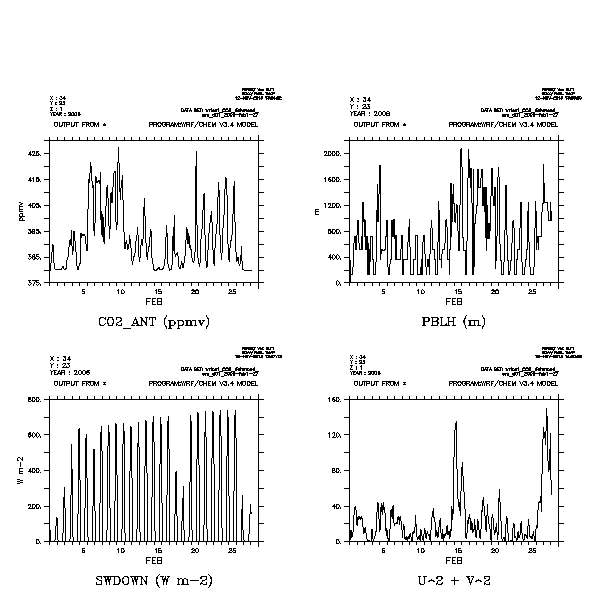 X : 34
Y : 23
Z : 1
YEAR : 2006
OUTPUT FROM *
PROGRAM:WRF/CHEM V3.4 MODEL
ppmv
425.
415.
405.
395.
385.
375.
5 10 15 20 25
FEB
CO2_ANT (ppmv)
X : 34
Y : 23
YEAR : 2006
OUTPUT FROM *
PROGRAM:WRF/CHEM V3.4 MODEL
m
2000.
1600.
1200.
800.
400.
0.
5 10 15 20 25
FEB
PBLH (m)
X : 34
Y : 23
YEAR : 2006
OUTPUT FROM *
PROGRAM:WRF/CHEM V3.4 MODEL
W m-2
800.
600.
400.
200.
0.
5 10 15 20 25
FEB
SWDOWN (W m-2)
X : 34
Y : 23
Z : 1
YEAR : 2006
OUTPUT FROM *
PROGRAM:WRF/CHEM V3.4 MODEL
160.
120.
80.
40.
0.
5 10 15 20 25
FEB
U^2 + V^2